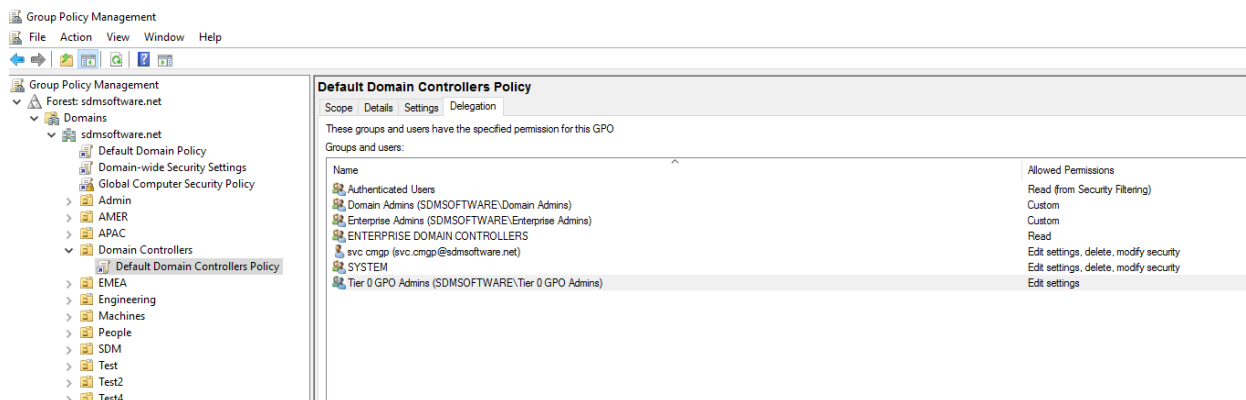 Group Policy Management
File Action View Window Help
Group Policy Management
Forest: sdmsoftware.net
Domains
sdmsoftware.net
Default Domain Policy
Domain-wide Security Settings
Global Computer Security Policy
Admin
AMER
APAC
Domain Controllers
Default Domain Controllers Policy
EMEA
Engineering
Machines
People
SDM
Test
Test2
Test4
Default Domain Controllers Policy
Scope Details Settings Delegation
These groups and users have the specified permission for this GPO
Groups and users:
Name Allowed Permissions
Authenticated Users Read (from Security Filtering)
Domain Admins (SDMSOFTWARE\Domain Admins) Custom
Enterprise Admins (SDMSOFTWARE\Enterprise Admins) Custom
ENTERPRISE DOMAIN CONTROLLERS Read
svc cmgp (svc.cmgp@sdmsoftware.net) Edit settings, delete, modify security
SYSTEM Edit settings, delete, modify security
Tier 0 GPO Admins (SDMSOFTWARE\Tier 0 GPO Admins) Edit settings